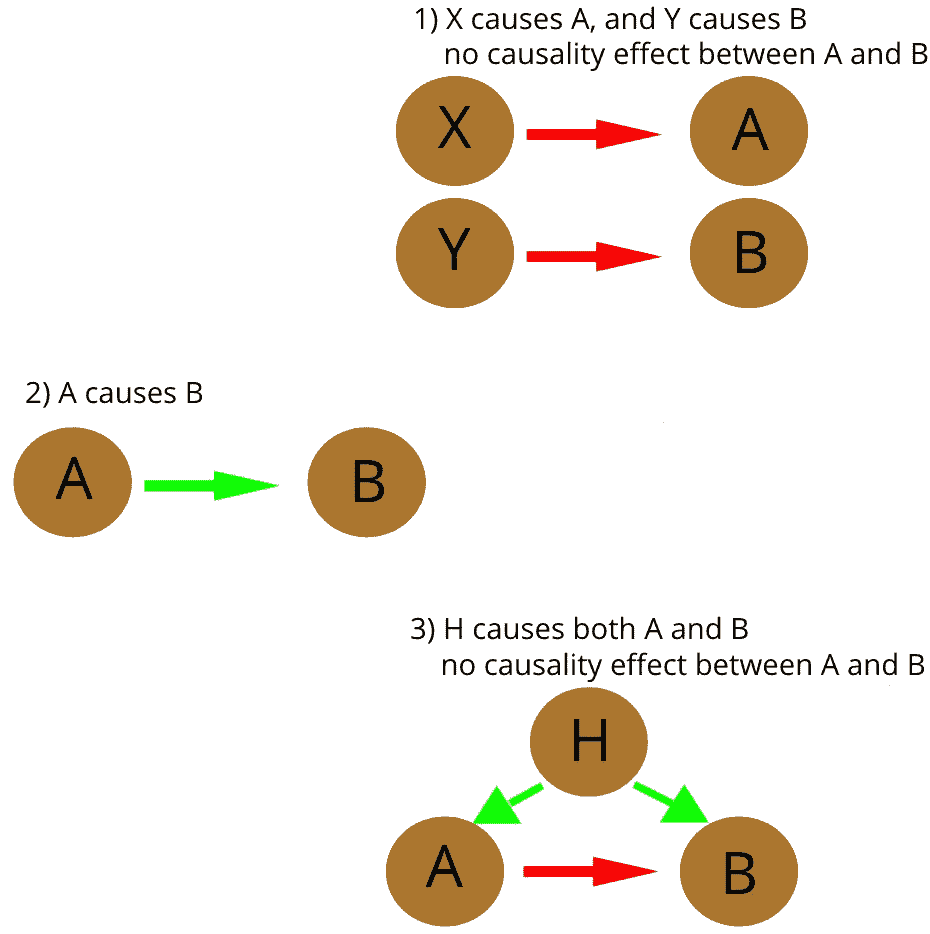 1) X causes A, and Y causes B
no causality effect between A and B
X A
Y B
2) A causes B
A B
3) H causes both A and B
no causality effect between A and B
H
A B